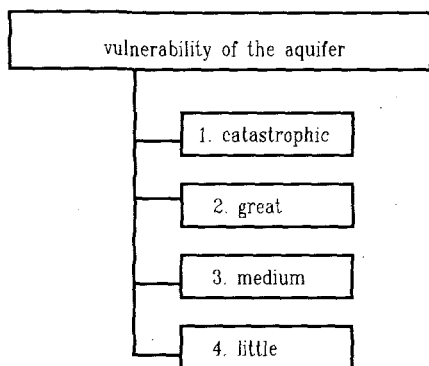 vulnerability of the aquifer
1. catastrophic
2. great
3. medium
4. little